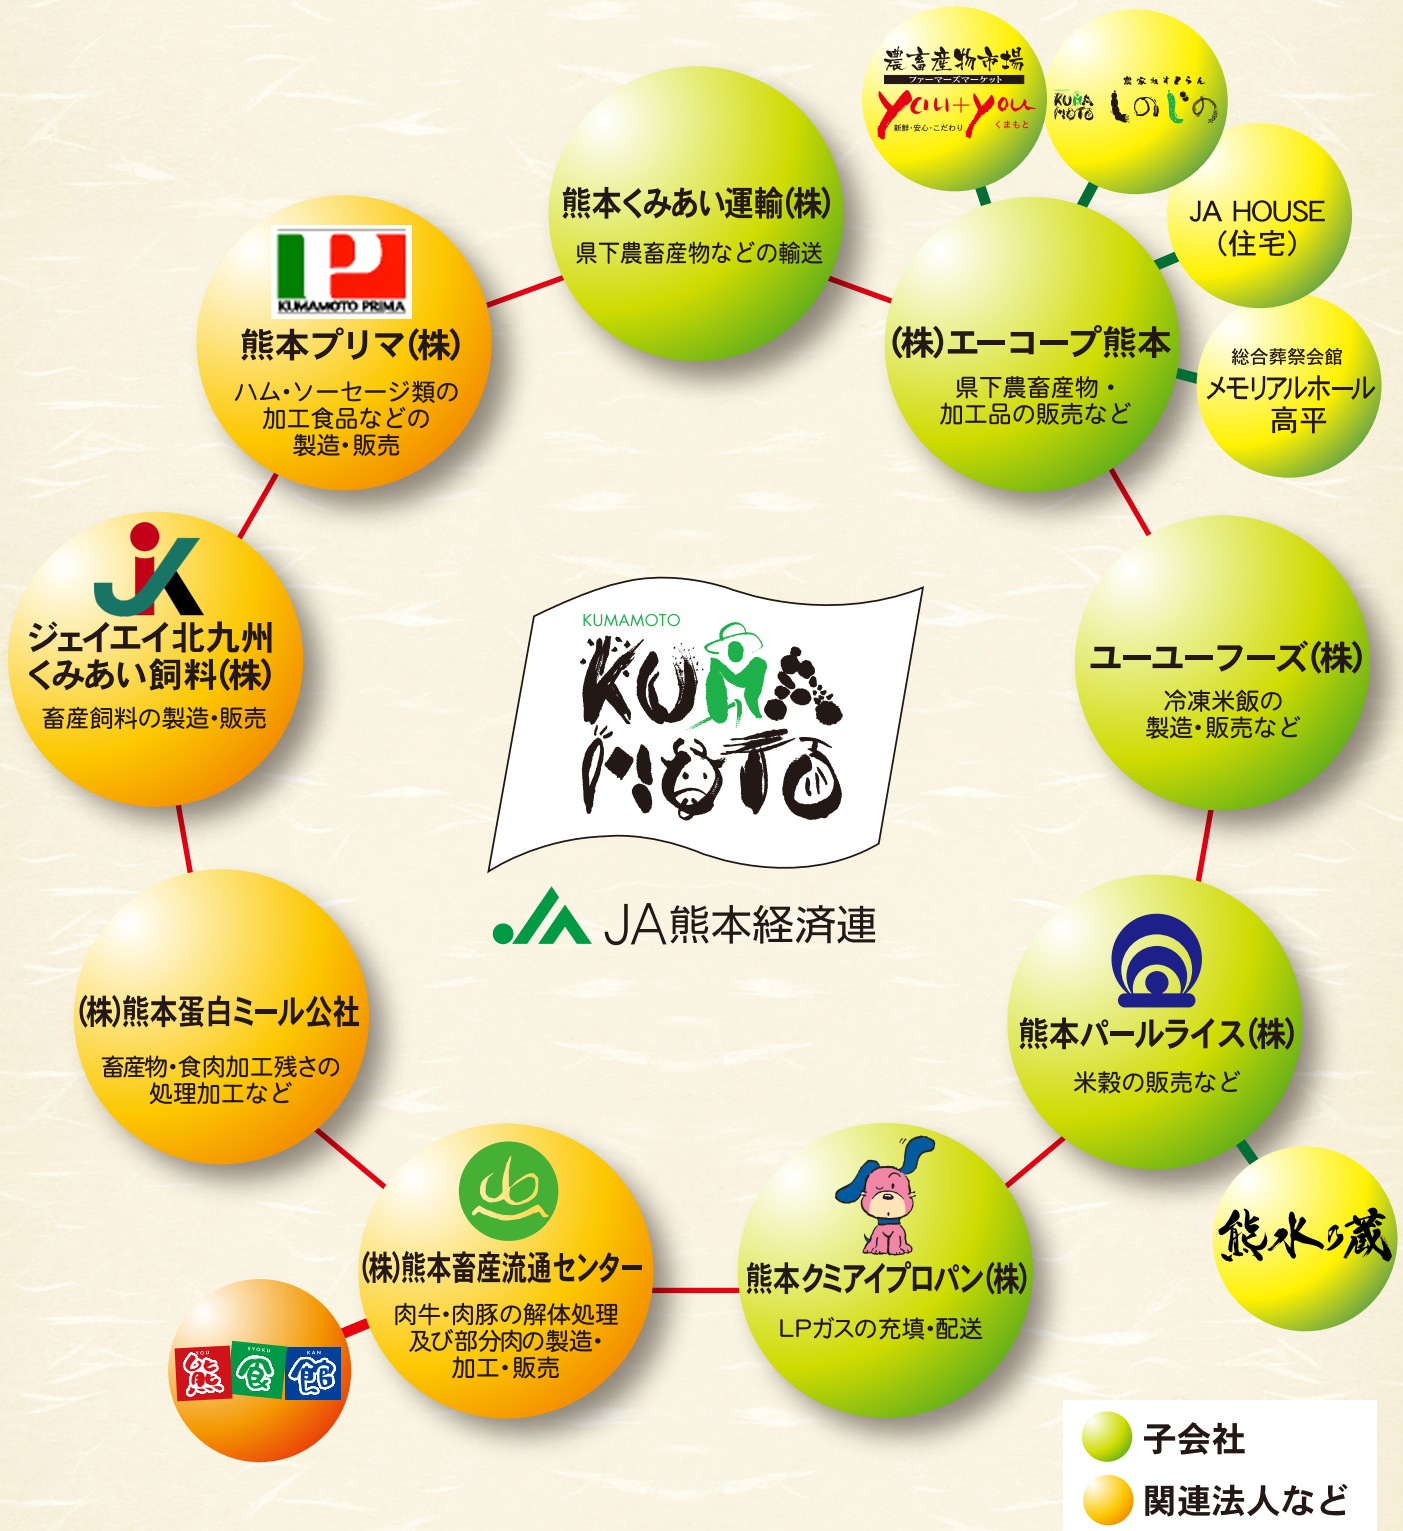 農畜産物市場
ファーマーズマーケット
you+you
新鮮・安心・こだわり
くまもと
農家れすとらん
KUMA
MOTO
しのじの
JA HOUSE
(住宅)
総合葬祭会館
メモリアルホール
高平
熊本くみあい運輸(株)
県下農畜産物などの輸送
(株)エーコープ熊本
県下農畜産物・
加工品の販売など
KUMAMOTO PRIMA
熊本プリマ(株)
ハム・ソーセージ類の
加工食品などの
製造・販売
JK
ジェイエイ北九州
くみあい飼料(株)
畜産飼料の製造・販売
KUMAMOTO
KUMA
MOTO
JA熊本経済連
ユーユーフーズ(株)
冷凍米飯の
製造・販売など
(株)熊本蛋白ミール公社
畜産物・食肉加工残さの
処理加工など
熊本パールライス(株)
米穀の販売など
熊水の蔵
(株)熊本畜産流通センター
肉牛・肉豚の解体処理
及び部分肉の製造・
加工・販売
YOU SYOKU KAN
熊食館
熊本クミアイプロパン(株)
LPガスの充填・配送
子会社
関連法人など